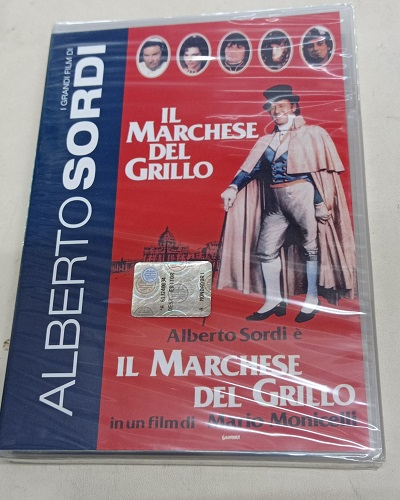 I GRANDI FILM DI
ALBERTO SORDI
IL
MARCHESE
DEL
GRILLO
Alberto Sordi è
IL MARCHESE
DEL GRILLO
in un film di Mario Monicelli